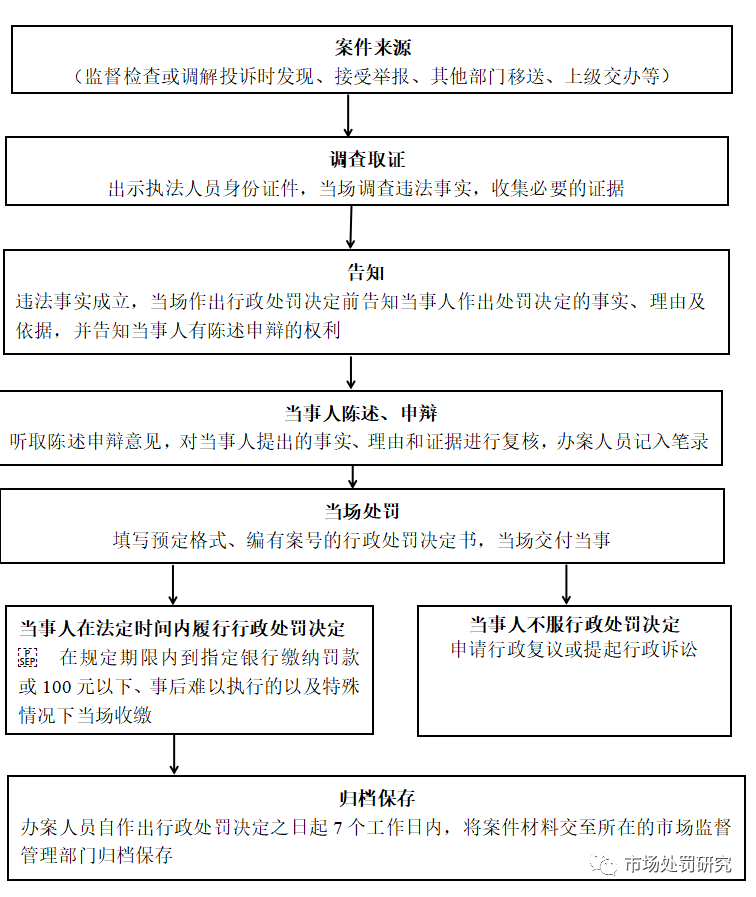 案件来源
（监督检查或调解投诉时发现、接受举报、其他部门移送、上级交办等）
调查取证
出示执法人员身份证件，当场调查违法事实，收集必要的证据
告知
违法事实成立，当场作出行政处罚决定前告知当事人作出处罚决定的事实、理由及
依据，并告知当事人有陈述申辩的权利
当事人陈述、申辩
听取陈述申辩意见，对当事人提出的事实、理由和证据进行复核，办案人员记入笔录
当场处罚
填写预定格式、编有案号的行政处罚决定书，当场交付当事
当事人在法定时间内履行行政处罚决定
SEP 在规定期限内到指定银行缴纳罚款
或 100 元以下、事后难以执行的以及特殊
情况下当场收缴
当事人不服行政处罚决定
申请行政复议或提起行政诉讼
归档保存
办案人员自作出行政处罚决定之日起 7 个工作日内，将案件材料交至所在的市场监督
管理部门归档保存
市场处罚研究